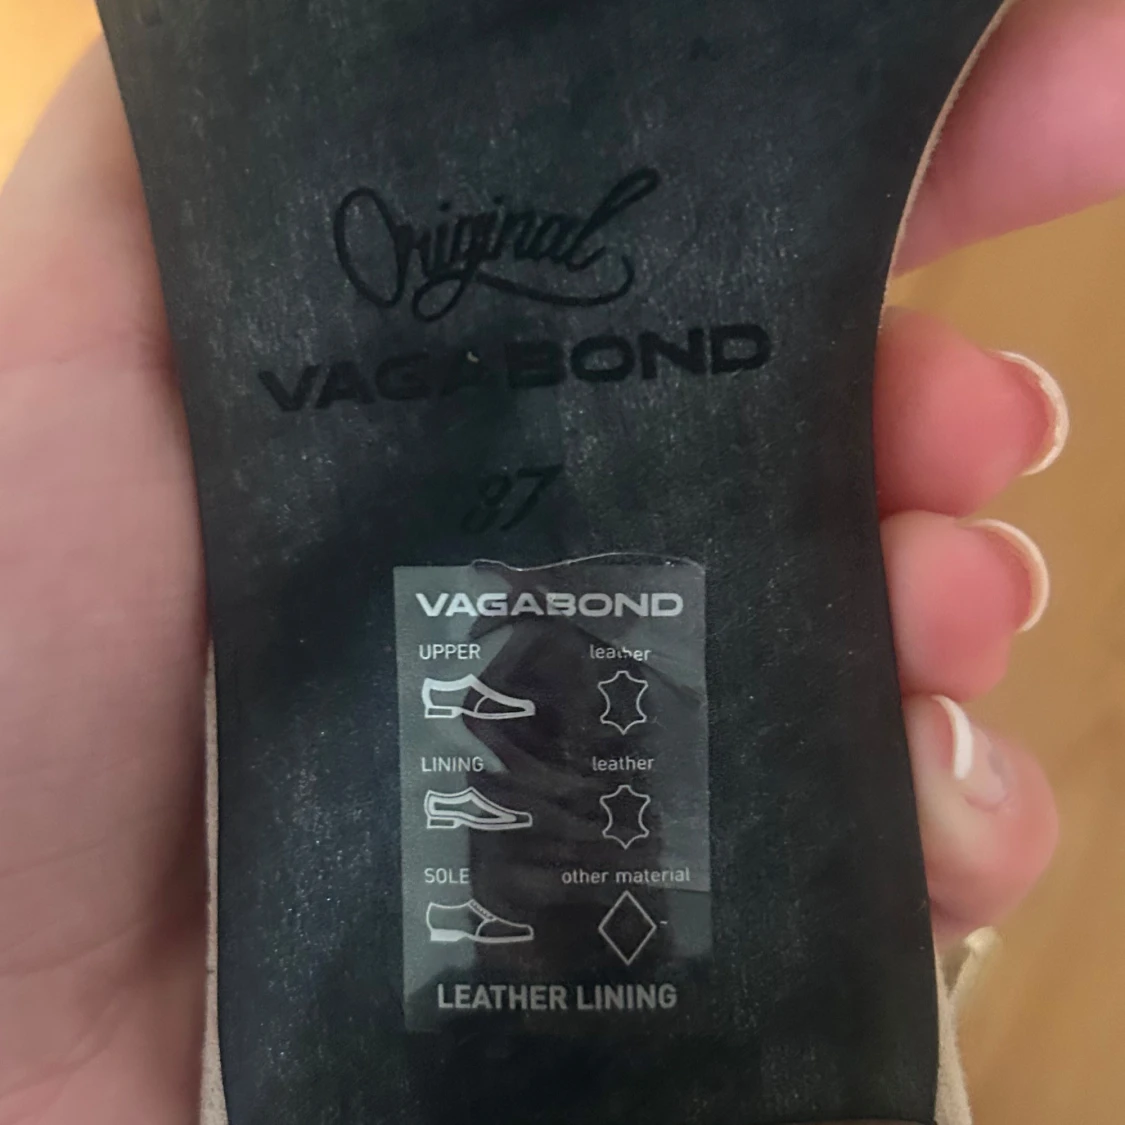 Original
VAGABOND
37
VAGABOND
UPPER leather
LINING leather
SOLE other material
LEATHER LINING